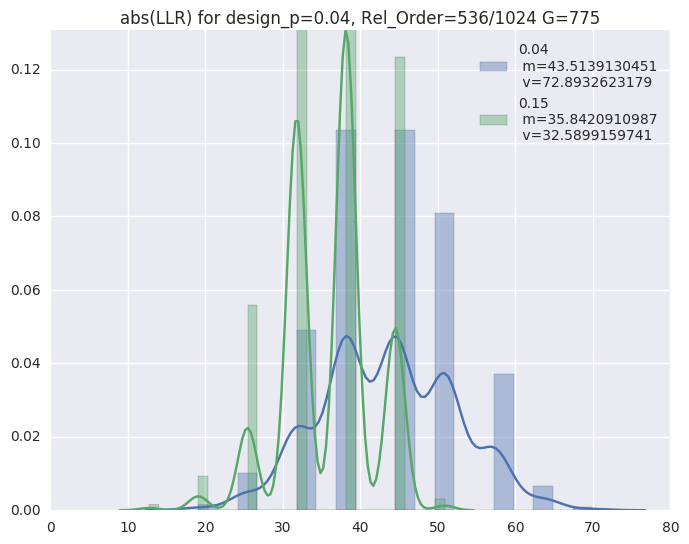 abs(LLR) for design_p=0.04, Rel_Order=536/1024 G=775
0.04
m=43.5139130451
v=72.8932623179
0.15
m=35.8420910987
v=32.5899159741
0.12
0.10
0.08
0.06
0.04
0.02
0.00
0 10 20 30 40 50 60 70 80